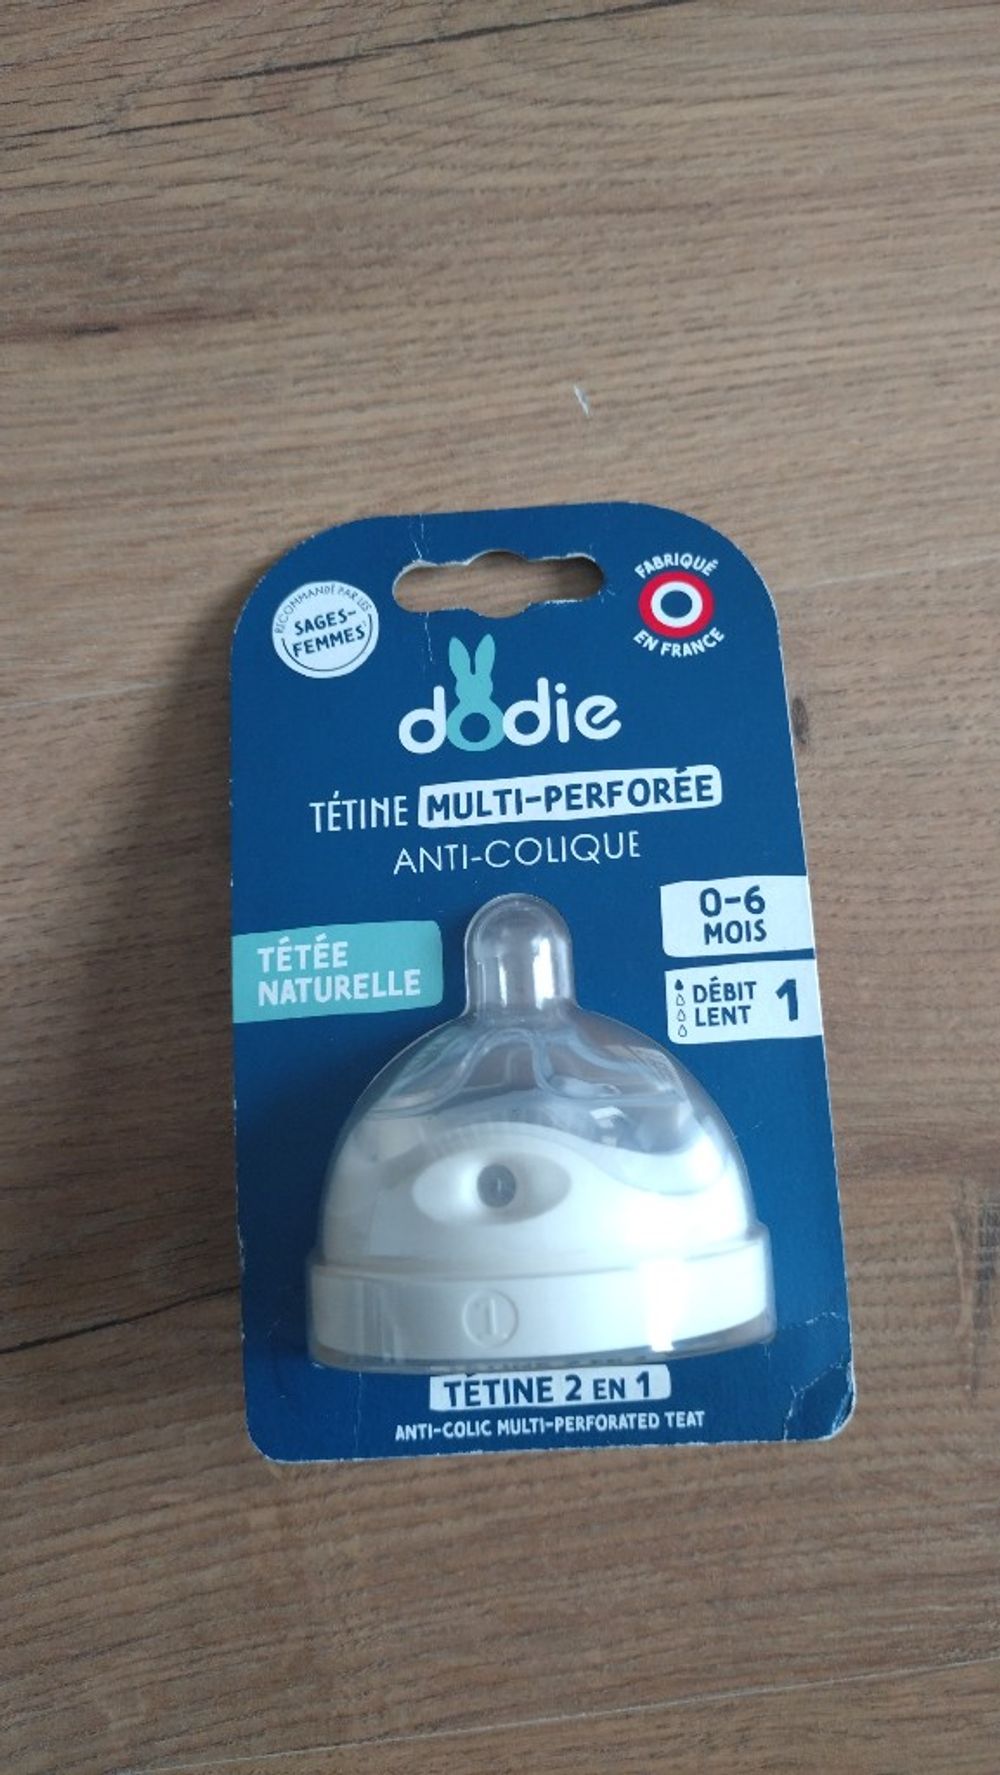 RECOMMANDÉ PAR LES
SAGES-
FEMMES
FABRIQUÉ
EN FRANCE
dodie
TÉTINE MULTI-PERFORÉE
ANTI-COLIQUE
0-6
MOIS
TÉTÉE
NATURELLE
DÉBIT
LENT 1
1
TÉTINE 2 EN 1
ANTI-COLIC MULTI-PERFORATED TEAT